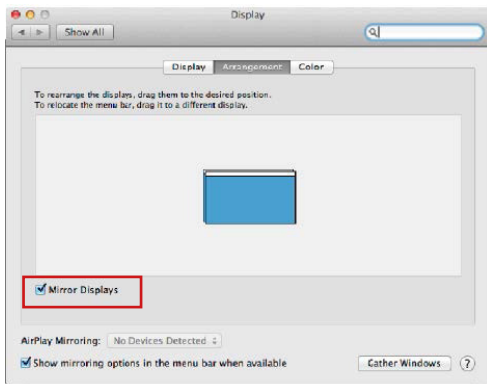 Display
Show All
Display Arrangement Color
To rearrange the displays, drag them to the desired position.
To relocate the menu bar, drag it to a different display.
Mirror Displays
AirPlay Mirroring: No Devices Detected
Show mirroring options in the menu bar when available
Gather Windows ?